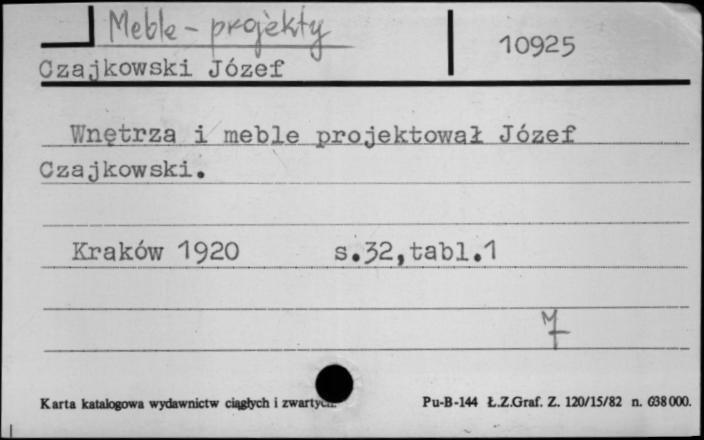 Meble - projekty
10925
Czajkowski Józef
Wnętrza i meble projektował Józef
Czajkowski.
Kraków 1920 s.32,tabl.1
M
Karta katalogowa wydawnictw ciągłych i zwartych. Pu-B-144 Ł.Z.Graf. Z. 120/15/82 n. 638000.